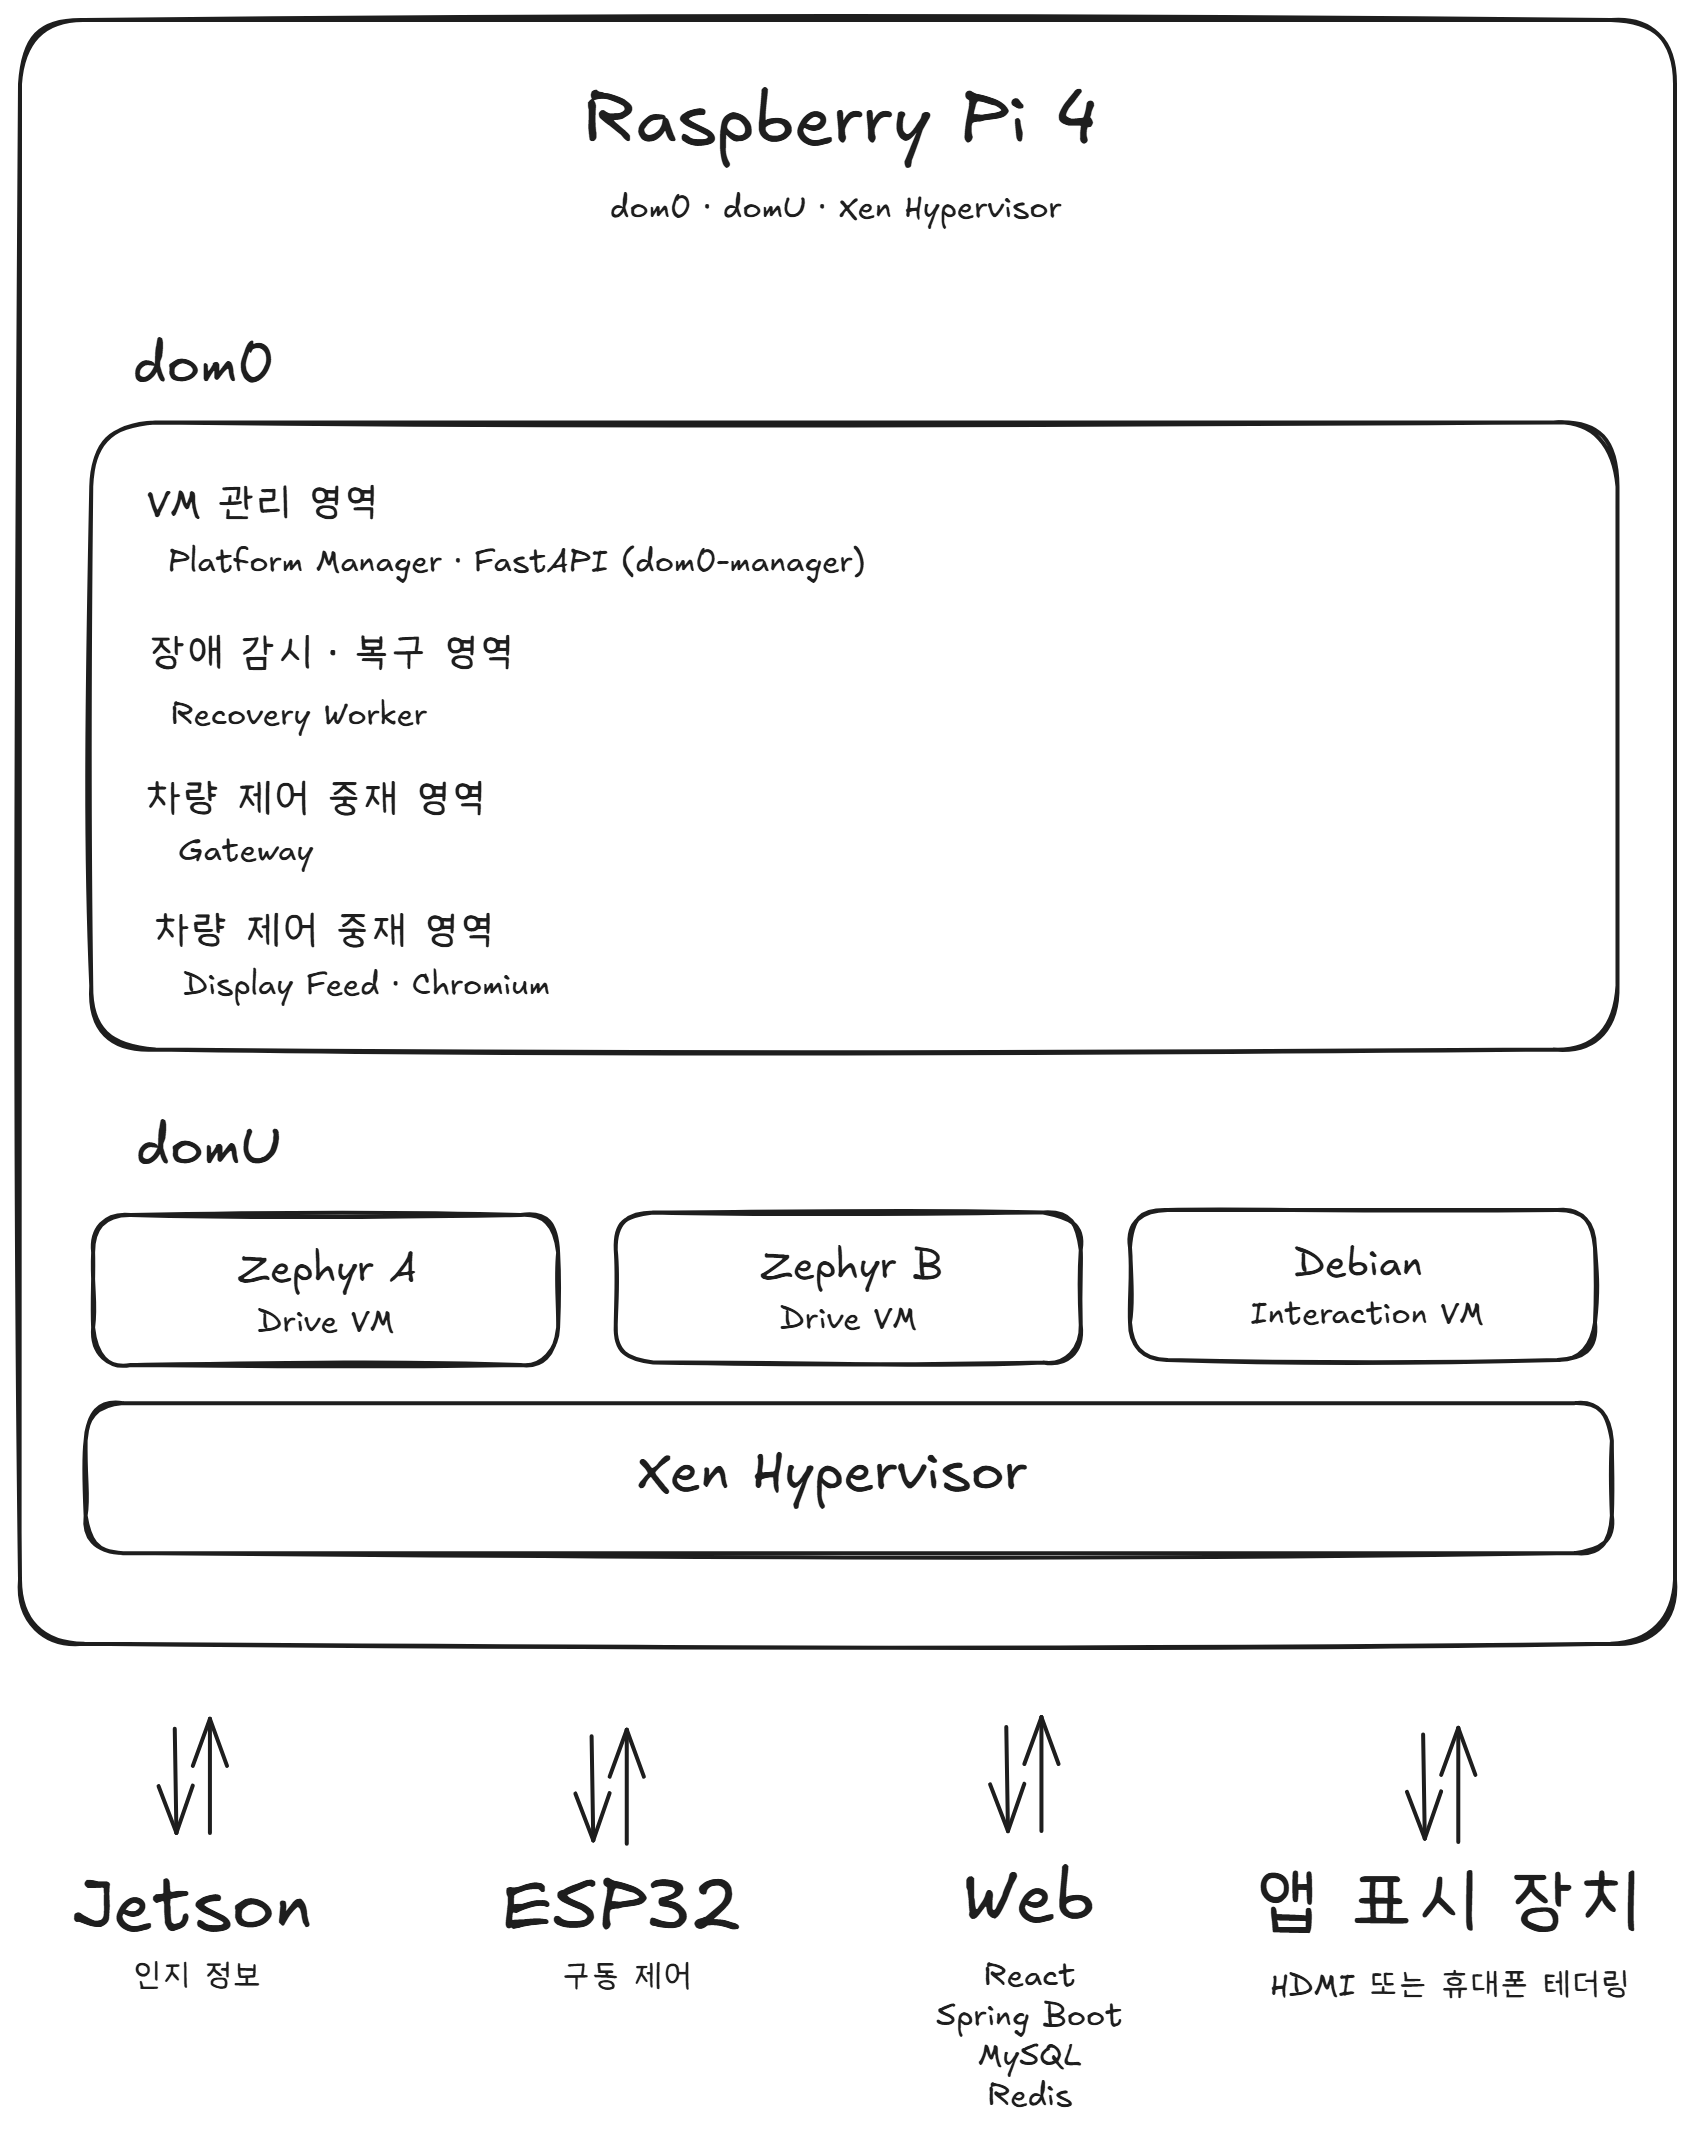 Raspberry Pi 4
dom0 · domU · Xen Hypervisor
dom0
VM 관리 영역
Platform Manager · FastAPI (dom0-manager)
장애 감시 · 복구 영역
Recovery Worker
차량 제어 중재 영역
Gateway
차량 제어 중재 영역
Display Feed · Chromium
domU
Zephyr A
Drive VM
Zephyr B
Drive VM
Debian
Interaction VM
Xen Hypervisor
Jetson
인지 정보
ESP32
구동 제어
Web
React
Spring Boot
MySQL
Redis
앱 표시 장치
HDMI 또는 휴대폰 테더링